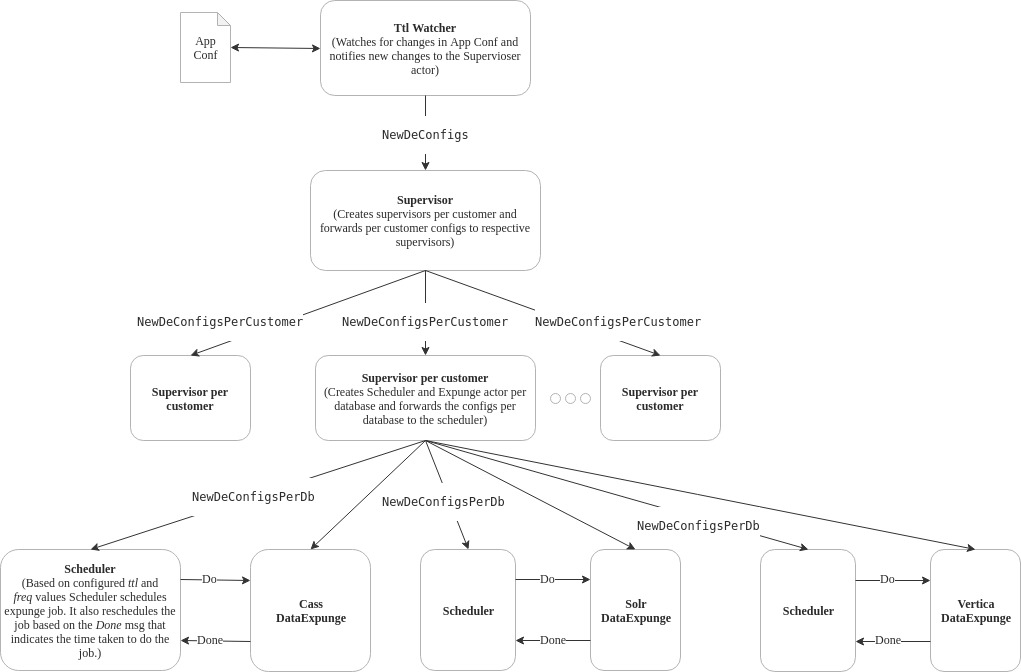 App
Conf
Ttl Watcher
(Watches for changes in App Conf and
notifies new changes to the Supervioser
actor)
NewDeConfigs
Supervisor
(Creates supervisors per customer and
forwards per customer configs to respective
supervisors)
NewDeConfigsPerCustomer
NewDeConfigsPerCustomer
NewDeConfigsPerCustomer
Supervisor per
customer
Supervisor per customer
(Creates Scheduler and Expunge actor per
database and forwards the configs per
database to the scheduler)
Supervisor per
customer
NewDeConfigsPerDb
NewDeConfigsPerDb
NewDeConfigsPerDb
Scheduler
(Based on configured ttl and
freq values Scheduler schedules
expunge job. It also reschedules the
job based on the Done msg that
indicates the time taken to do the
job.)
Do
Done
Cass
DataExpunge
Scheduler
Do
Done
Solr
DataExpunge
Scheduler
Do
Done
Vertica
DataExpunge